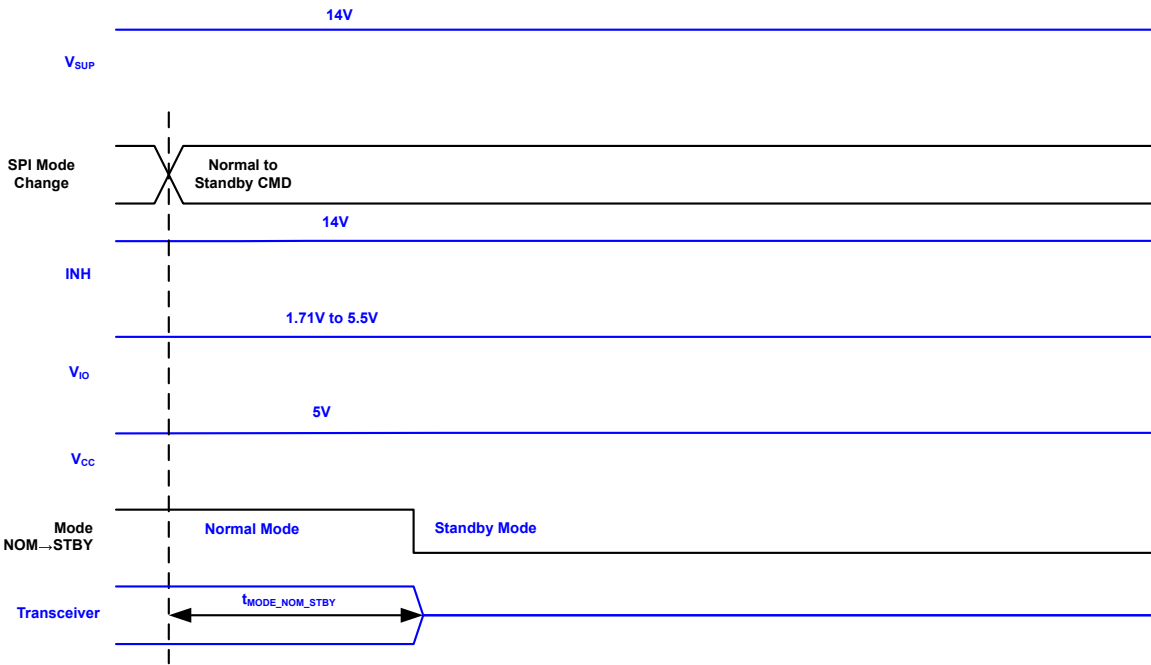 14V
VSUP
SPI Mode
Change
Normal to
Standby CMD
14V
INH
1.71V to 5.5V
VIO
5V
VCC
Mode
NOM→STBY
Normal Mode
Standby Mode
Transceiver
tMODE_NOM_STBY